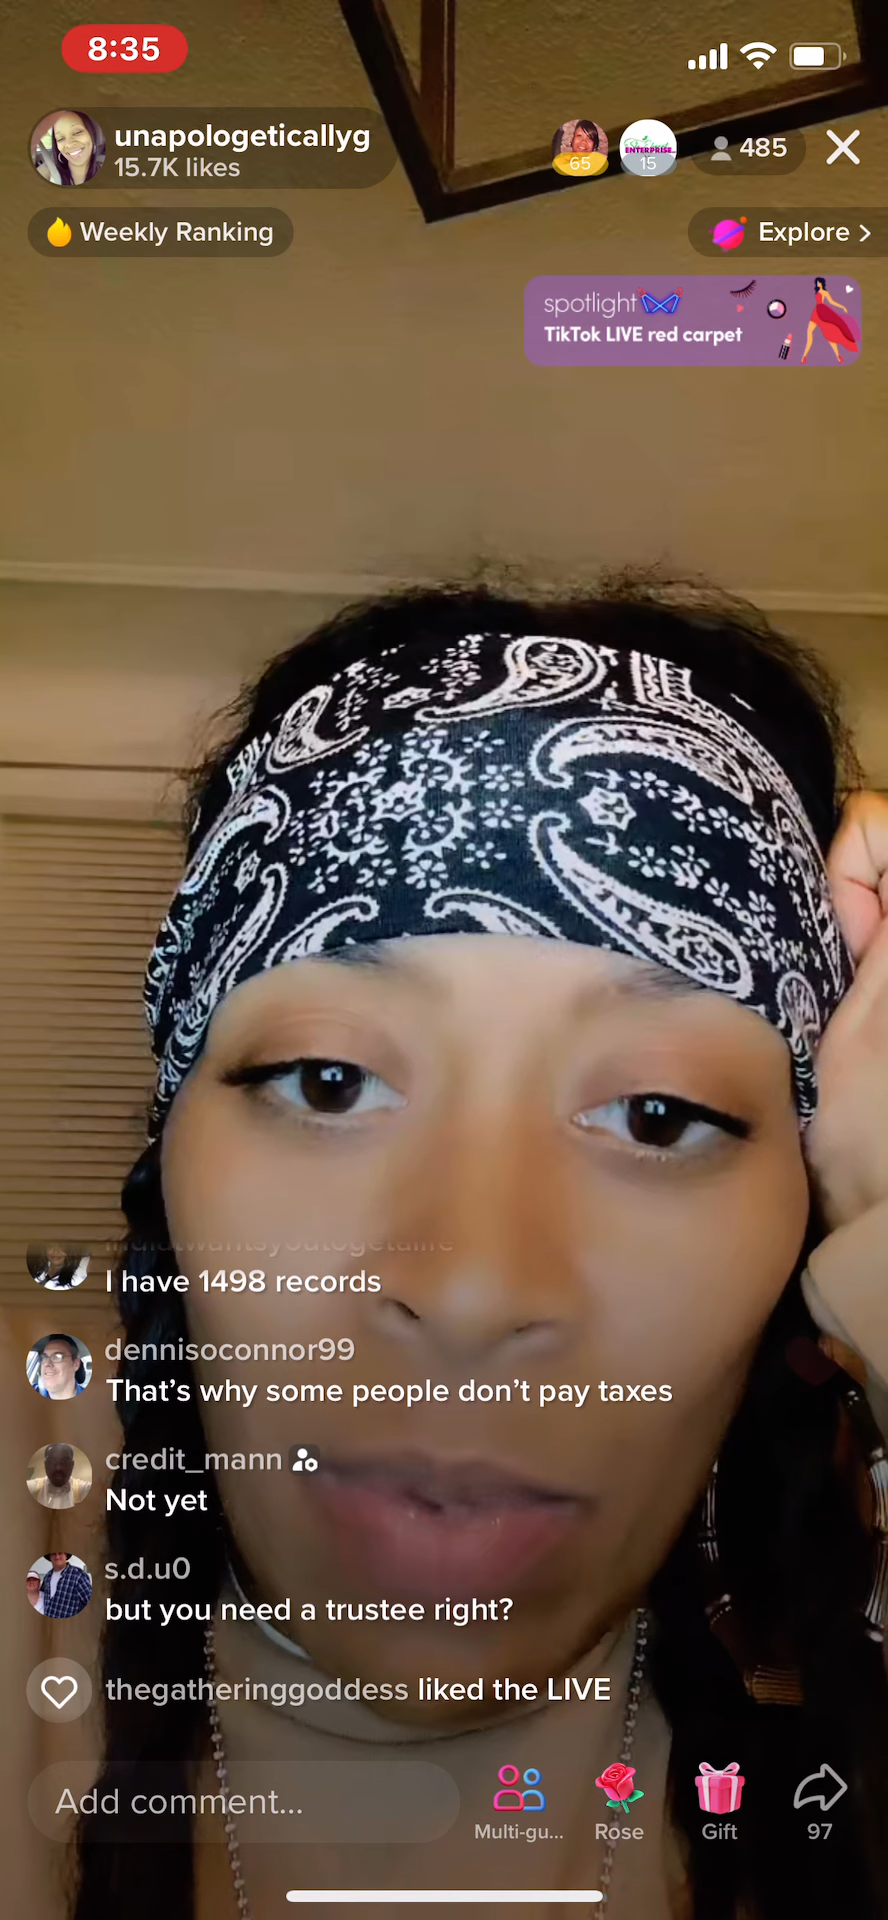 8:35
unapologeticallyg
15.7K likes
65
15
485
Weekly Ranking
Explore >
spotlight
TikTok LIVE red carpet
I have 1498 records
dennisoconnor99
That's why some people don't pay taxes
credit_mann
Not yet
s.d.u0
but you need a trustee right?
thegatheringgoddess liked the LIVE
Add comment...
Multi-gu...
Rose
Gift
97